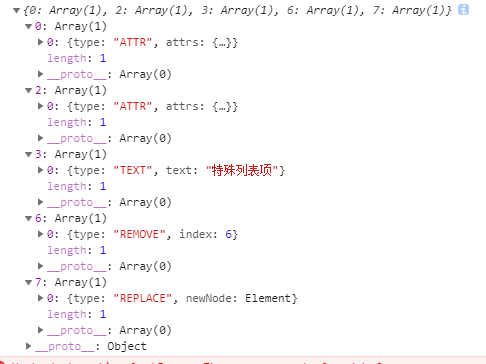 {0: Array(1), 2: Array(1), 3: Array(1), 6: Array(1), 7: Array(1)}
0: Array(1)
0: {type: "ATTR", attrs: {…}}
length: 1
__proto__: Array(0)
2: Array(1)
0: {type: "ATTR", attrs: {…}}
length: 1
__proto__: Array(0)
3: Array(1)
0: {type: "TEXT", text: "特殊列表项"}
length: 1
__proto__: Array(0)
6: Array(1)
0: {type: "REMOVE", index: 6}
length: 1
__proto__: Array(0)
7: Array(1)
0: {type: "REPLACE", newNode: Element}
length: 1
__proto__: Array(0)
__proto__: Object